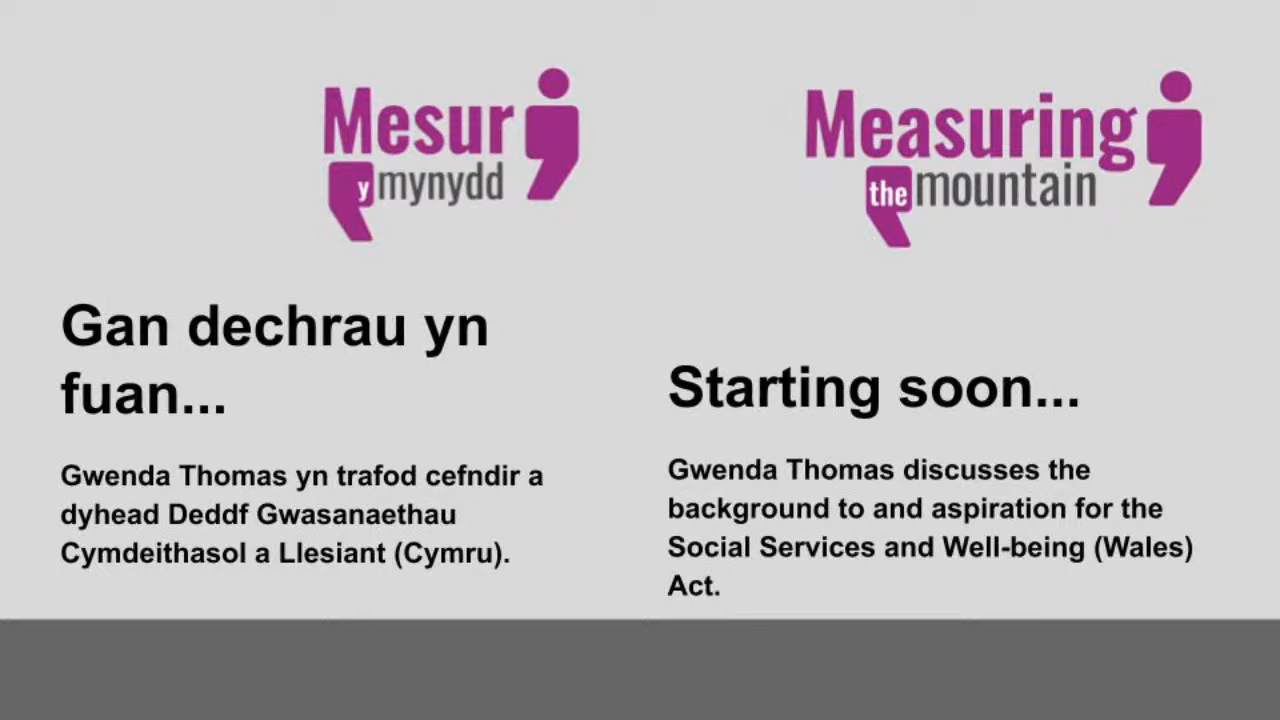 Mesur
y mynydd
Gan dechrau yn
fuan...
Gwenda Thomas yn trafod cefndir a
dyhead Deddf Gwasanaethau
Cymdeithasol a Llesiant (Cymru).
Measuring
the mountain
Starting soon...
Gwenda Thomas discusses the
background to and aspiration for the
Social Services and Well-being (Wales)
Act.